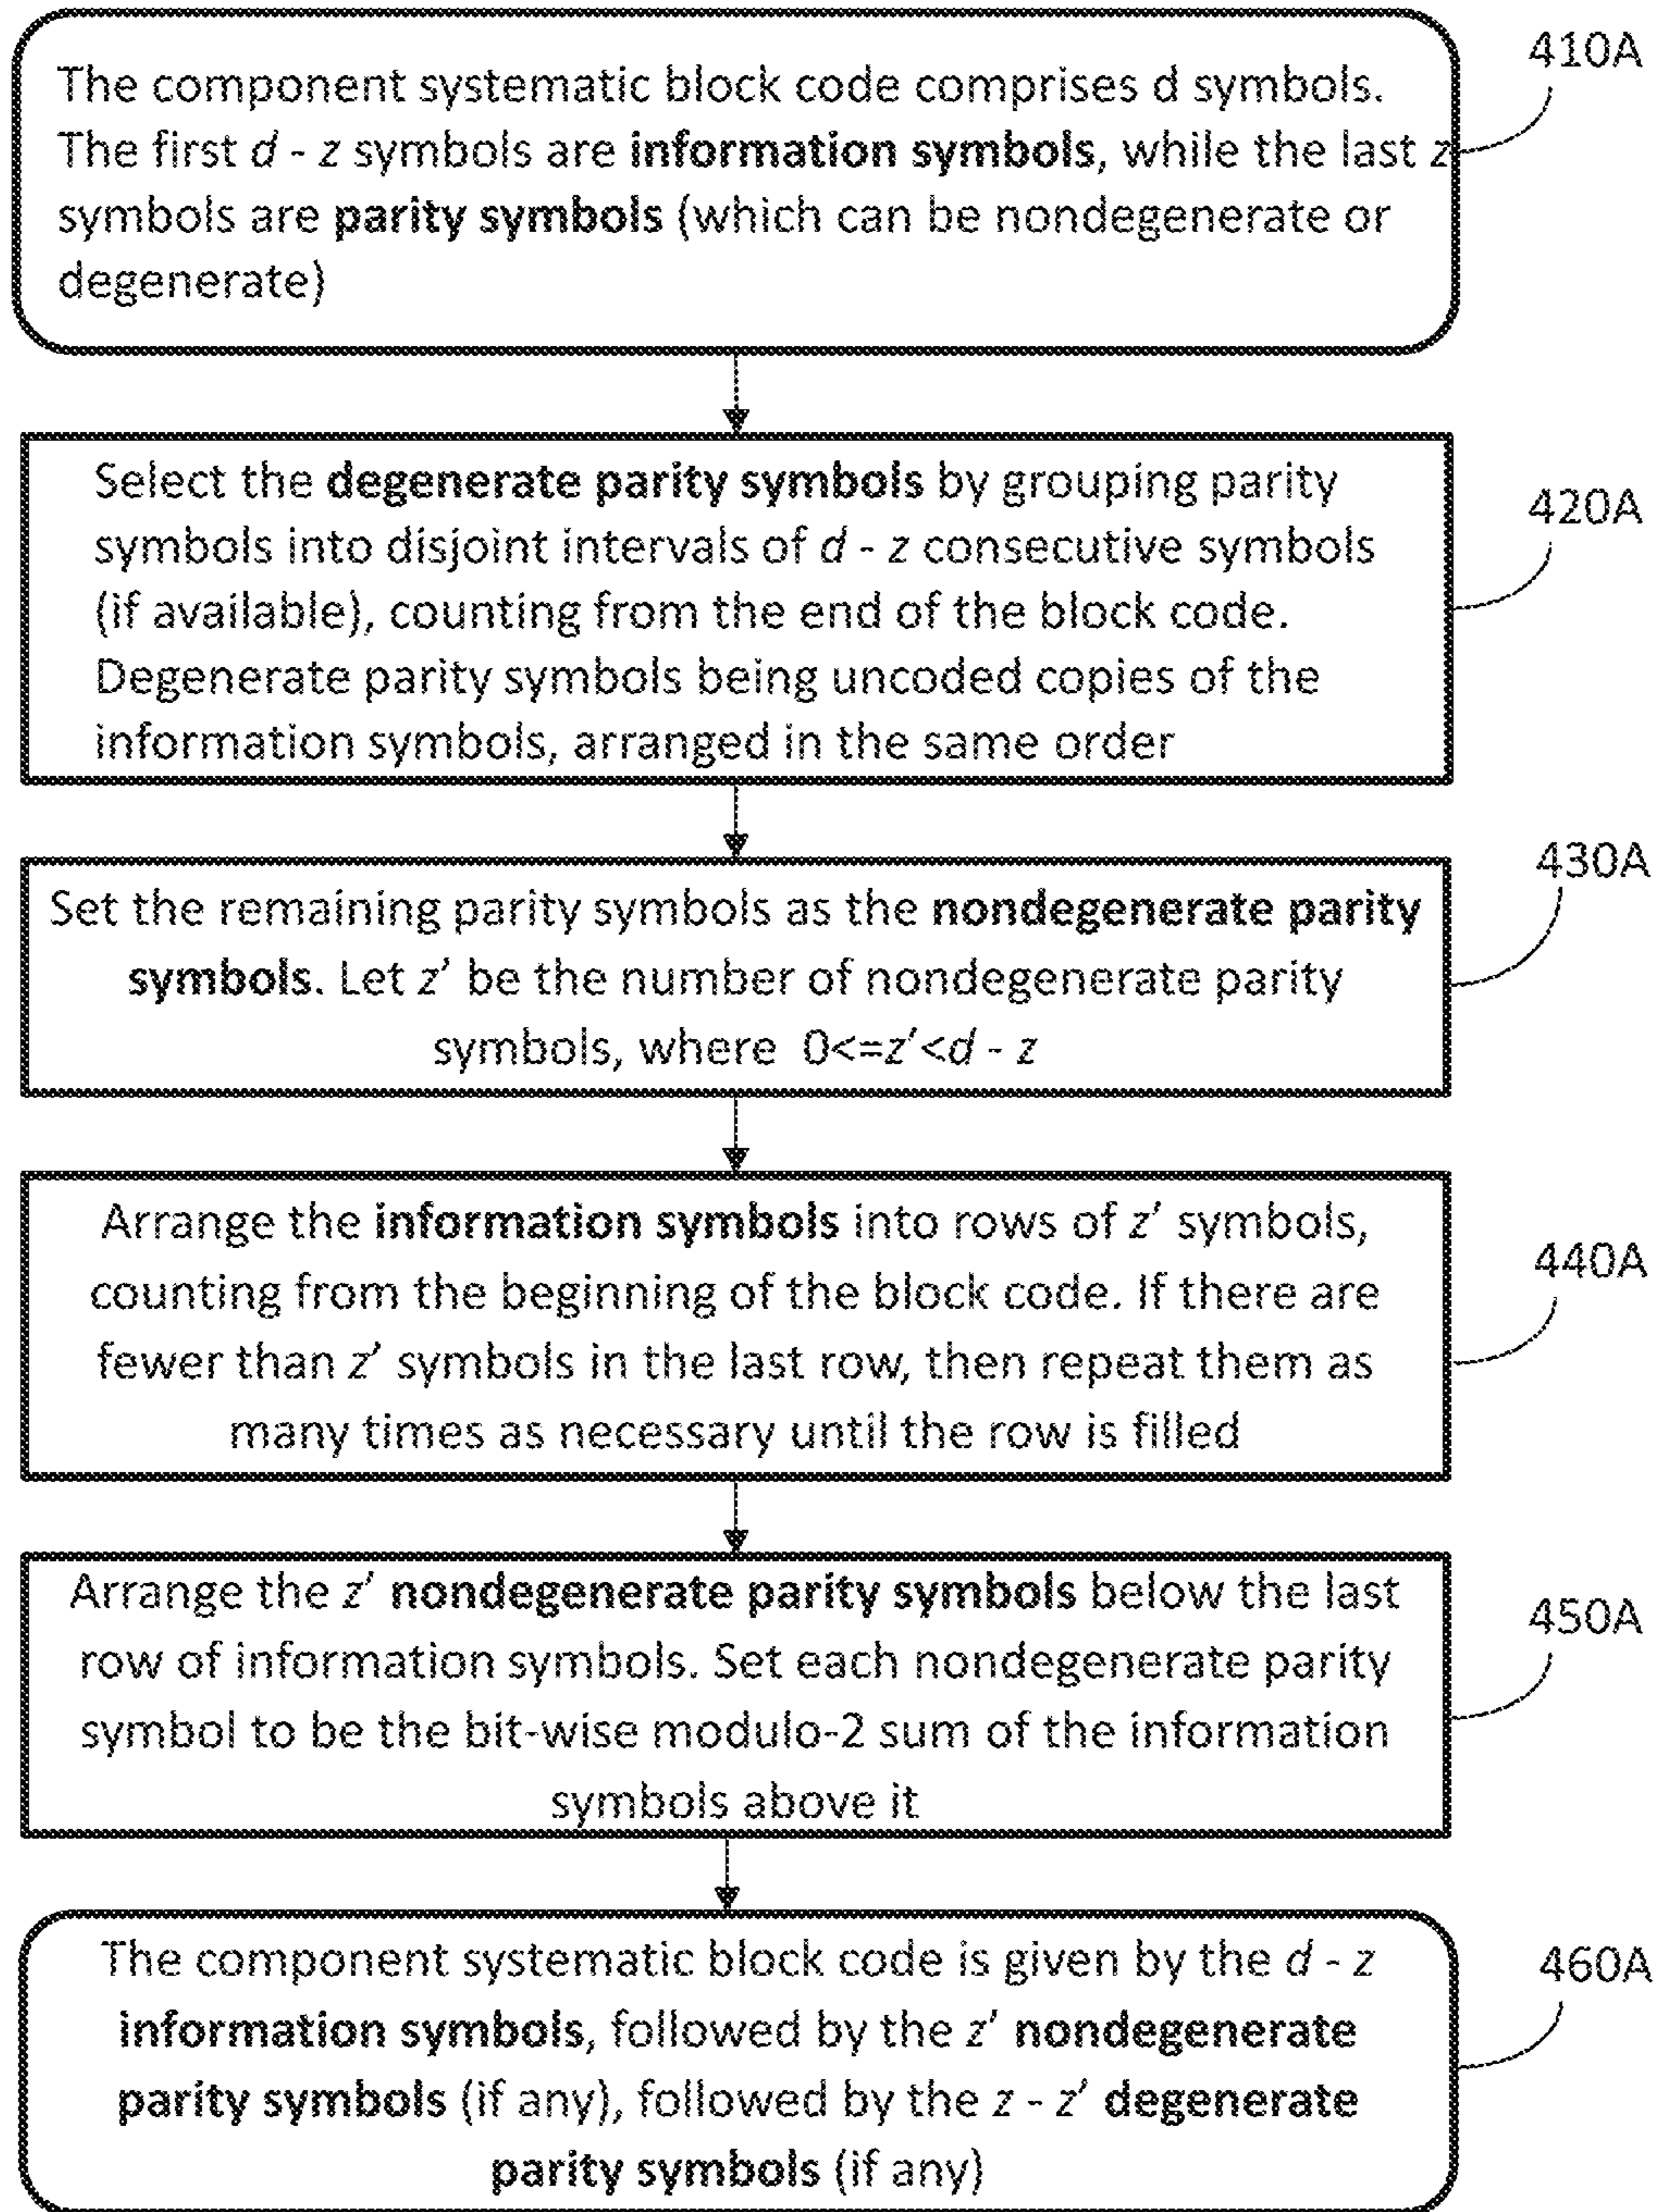 The component systematic block code comprises d symbols.
The first d - z symbols are information symbols, while the last z
symbols are parity symbols (which can be nondegenerate or
degenerate)
410A
Select the degenerate parity symbols by grouping parity
symbols into disjoint intervals of d - z consecutive symbols
(if available), counting from the end of the block code.
Degenerate parity symbols being uncoded copies of the
information symbols, arranged in the same order
420A
Set the remaining parity symbols as the nondegenerate parity
symbols. Let z' be the number of nondegenerate parity
symbols, where 0<=z'<d - z
430A
Arrange the information symbols into rows of z' symbols,
counting from the beginning of the block code. If there are
fewer than z' symbols in the last row, then repeat them as
many times as necessary until the row is filled
440A
Arrange the z' nondegenerate parity symbols below the last
row of information symbols. Set each nondegenerate parity
symbol to be the bit-wise modulo-2 sum of the information
symbols above it
450A
The component systematic block code is given by the d - z
information symbols, followed by the z' nondegenerate
parity symbols (if any), followed by the z - z' degenerate
parity symbols (if any)
460A